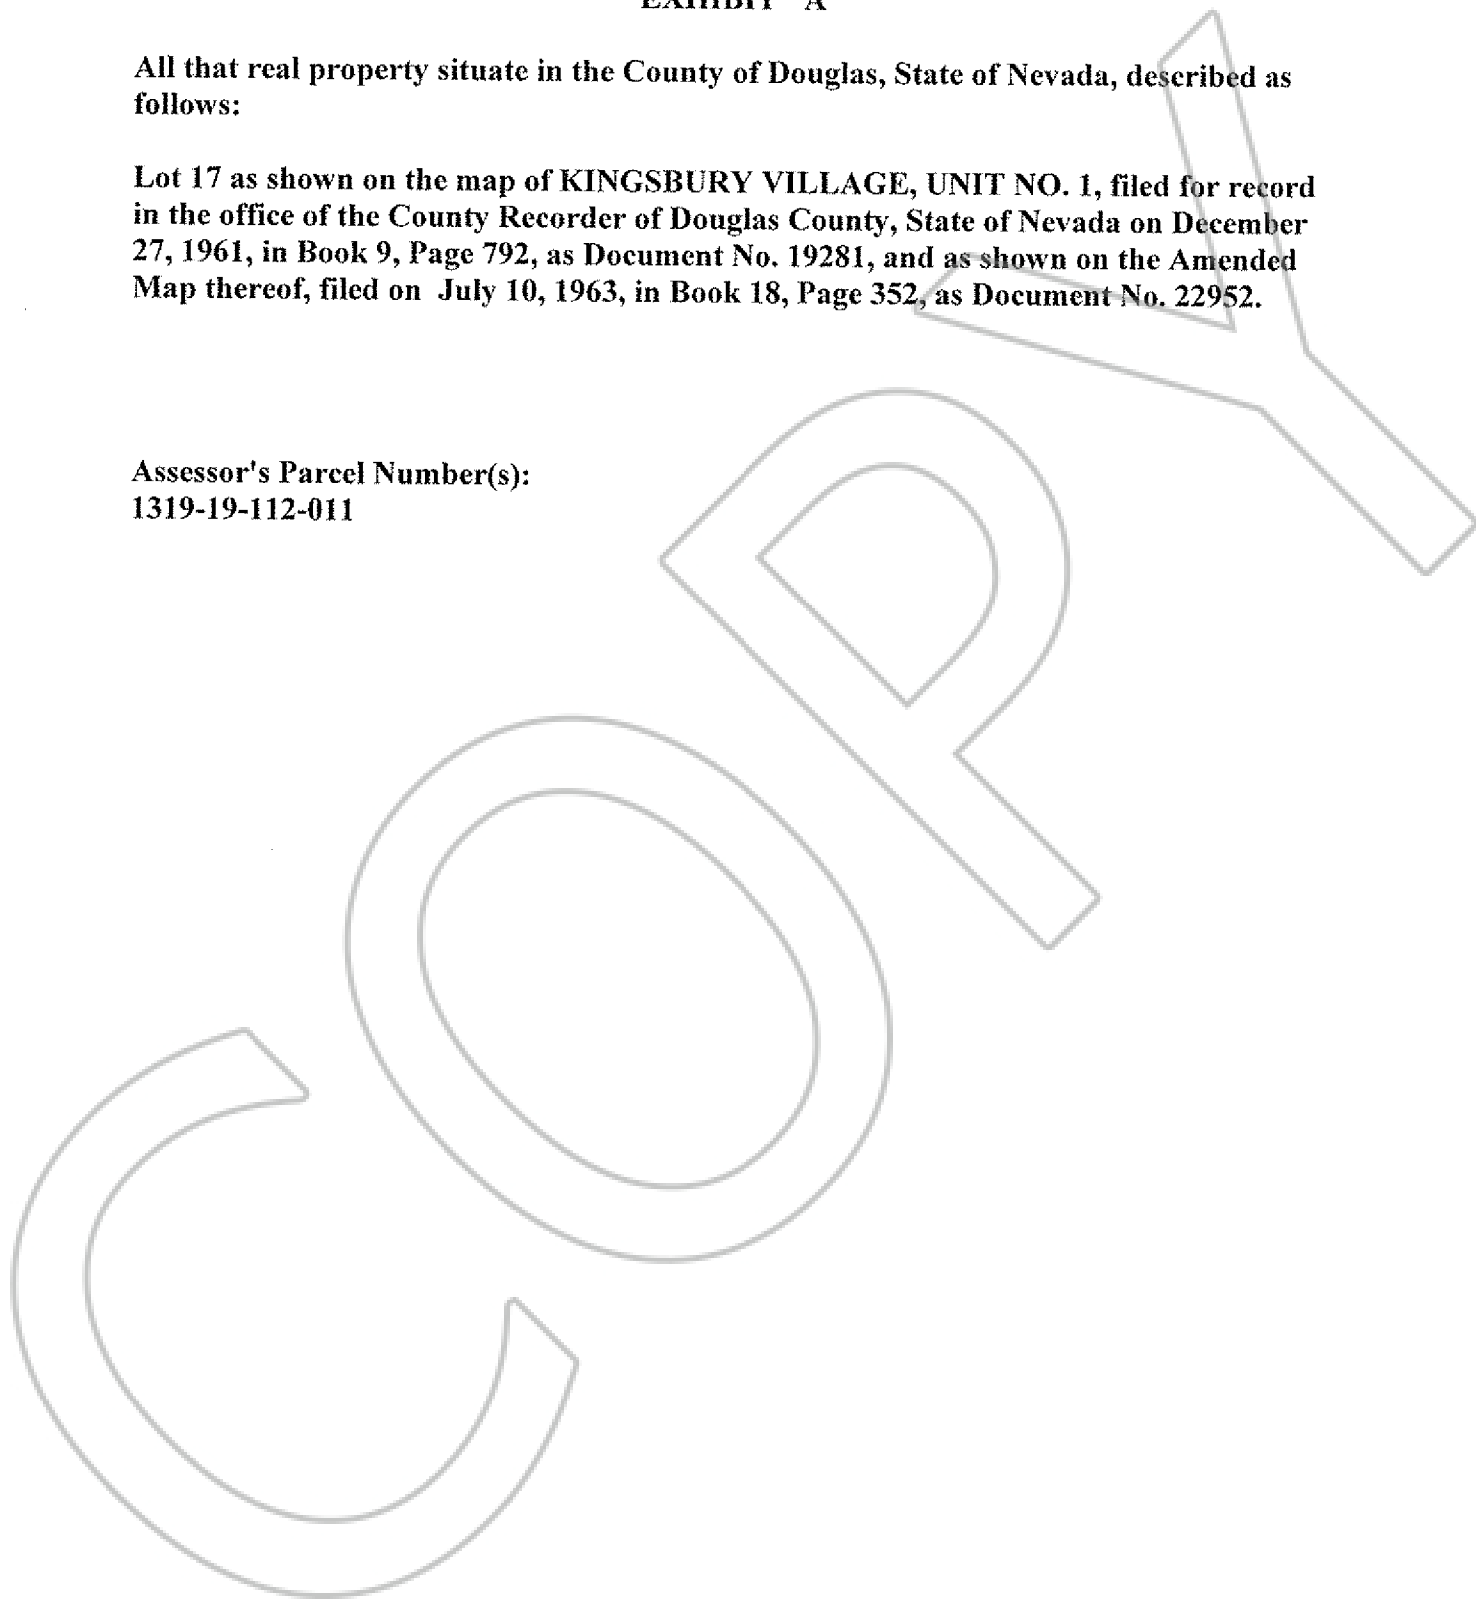 EXHIBIT "A"
All that real property situate in the County of Douglas, State of Nevada, described as
follows:
Lot 17 as shown on the map of KINGSBURY VILLAGE, UNIT NO. 1, filed for record
in the office of the County Recorder of Douglas County, State of Nevada on December
27, 1961, in Book 9, Page 792, as Document No. 19281, and as shown on the Amended
Map thereof, filed on July 10, 1963, in Book 18, Page 352, as Document No. 22952.
Assessor's Parcel Number(s):
1319-19-112-011
COPY